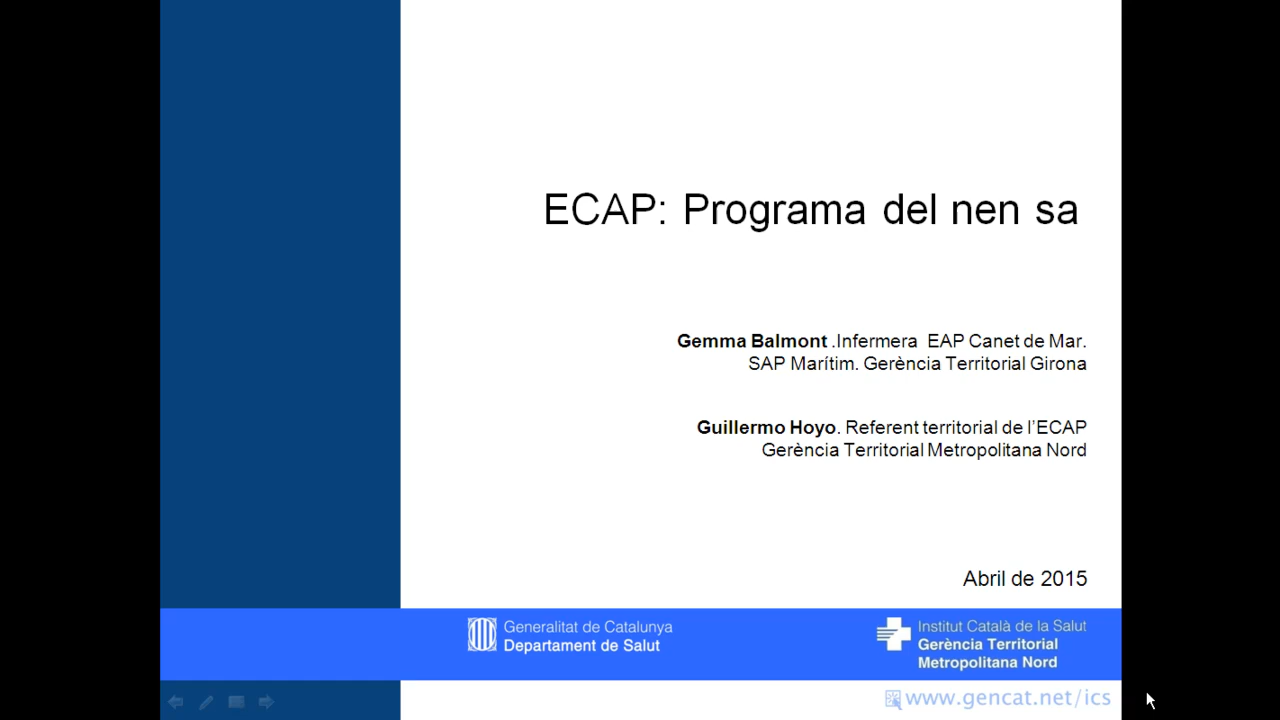 ECAP: Programa del nen sa
Gemma Balmont .Infermera EAP Canet de Mar.
SAP Marítim. Gerència Territorial Girona
Guillermo Hoyo. Referent territorial de l’ECAP
Gerència Territorial Metropolitana Nord
Abril de 2015
Generalitat de Catalunya
Departament de Salut
Institut Català de la Salut
Gerència Territorial
Metropolitana Nord
www.gencat.net/ics